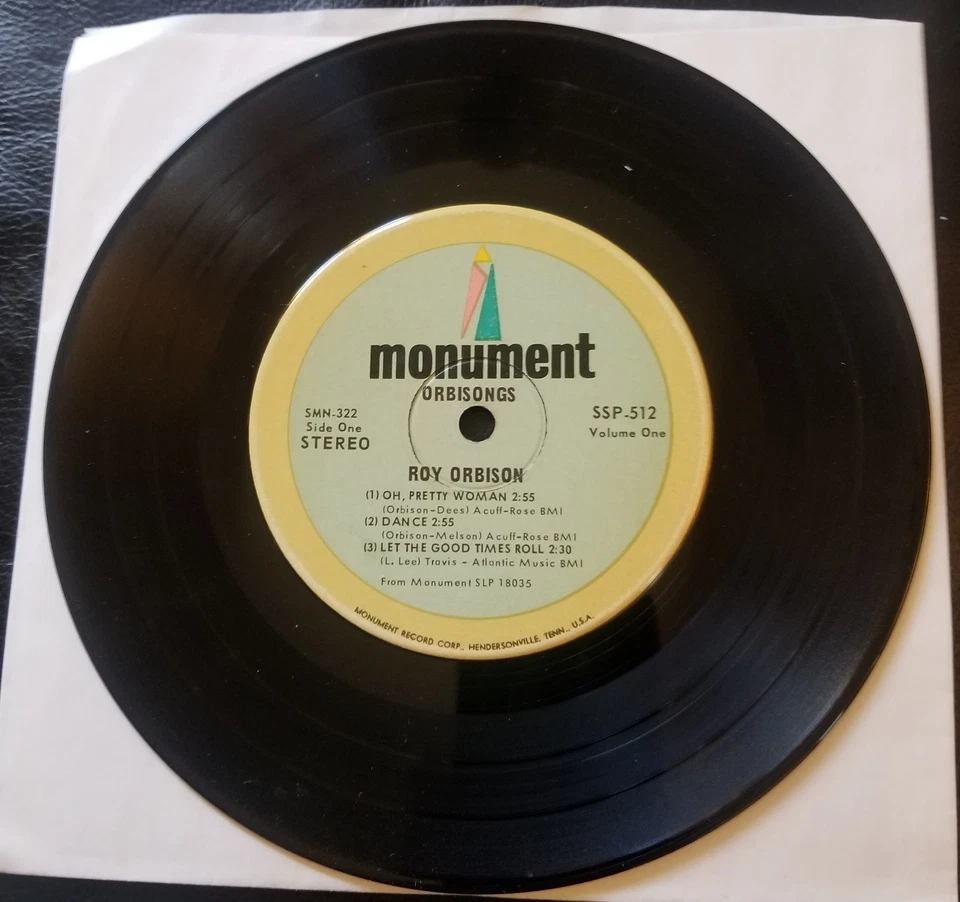 monument
ORBISONGS
SMN-322
Side One
STEREO
SSP-512
Volume One
ROY ORBISON
(1) OH, PRETTY WOMAN 2:55
(Orbison-Dees) Acuff-Rose BMI
(2) DANCE 2:55
(Orbison-Melson) Acuff-Rose BMI
(3) LET THE GOOD TIMES ROLL 2:30
(L. Lee) Travis - Atlantic Music BMI
From Monument SLP 18035
MONUMENT RECORD CORP., HENDERSONVILLE, TENN., U.S.A.